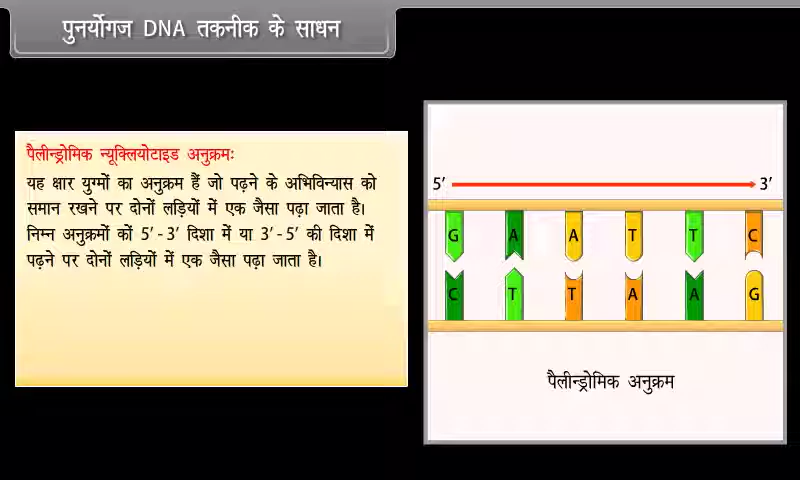 पुनर्योगज DNA तकनीक के साधन
पैलीन्ड्रोमिक न्यूक्लियोटाइड अनुक्रमः
यह क्षार युग्मों का अनुक्रम हैं जो पढ़ने के अभिविन्यास को
समान रखने पर दोनों लड़ियों में एक जैसा पढ़ा जाता है।
निम्न अनुक्रमों कों 5’-3’ दिशा में या 3’-5’ की दिशा में
पढ़ने पर दोनों लड़ियों में एक जैसा पढ़ा जाता है।
5’ 3’
G A A T T C
C T T A A G
पैलीन्ड्रोमिक अनुक्रम